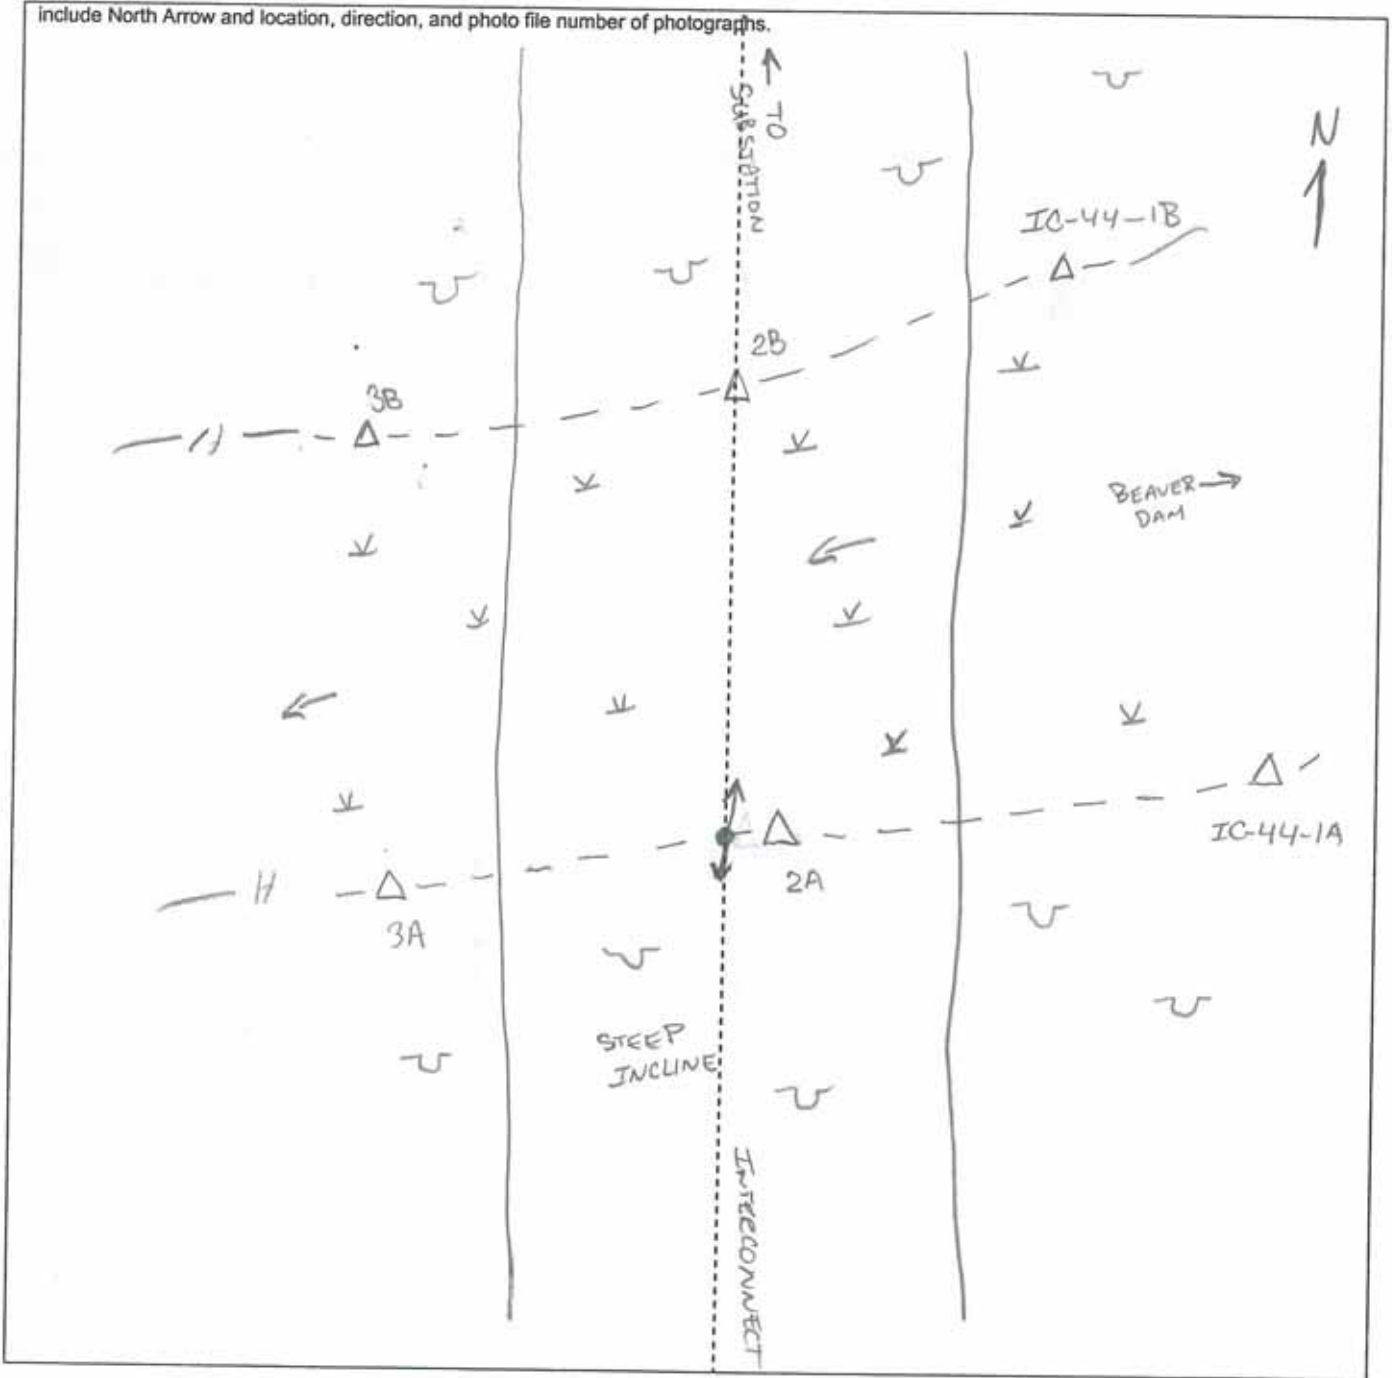 include North Arrow and location, direction, and photo file number of photographs.
← TO
SUBSTATION
N
IC-44-1B
2B
3B
BEAVER →
DAM
IC-44-1A
2A
3A
STEEP
INCLINE
INTERCONNECT